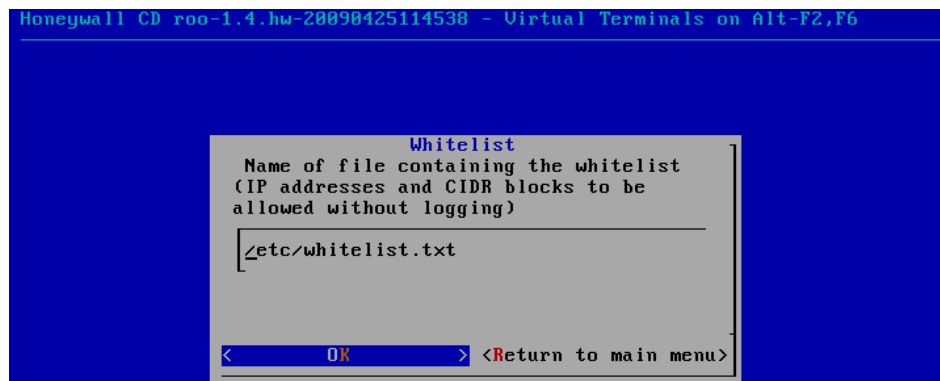 Honeywall CD roo-1.4.hw-20090425114538 - Virtual Terminals on Alt-F2,F6
Whitelist
Name of file containing the whitelist
(IP addresses and CIDR blocks to be
allowed without logging)
/etc/whitelist.txt
< OK > <Return to main menu>